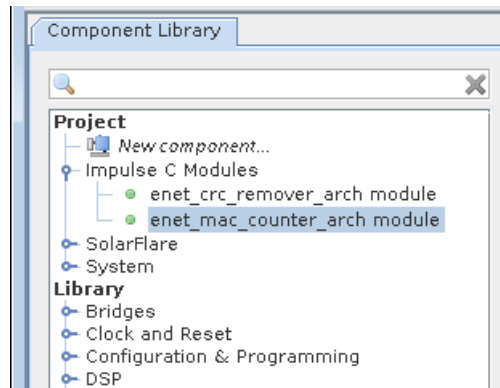 Component Library
Project
New component...
Impulse C Modules
enet_crc_remover_arch module
enet_mac_counter_arch module
SolarFlare
System
Library
Bridges
Clock and Reset
Configuration & Programming
DSP